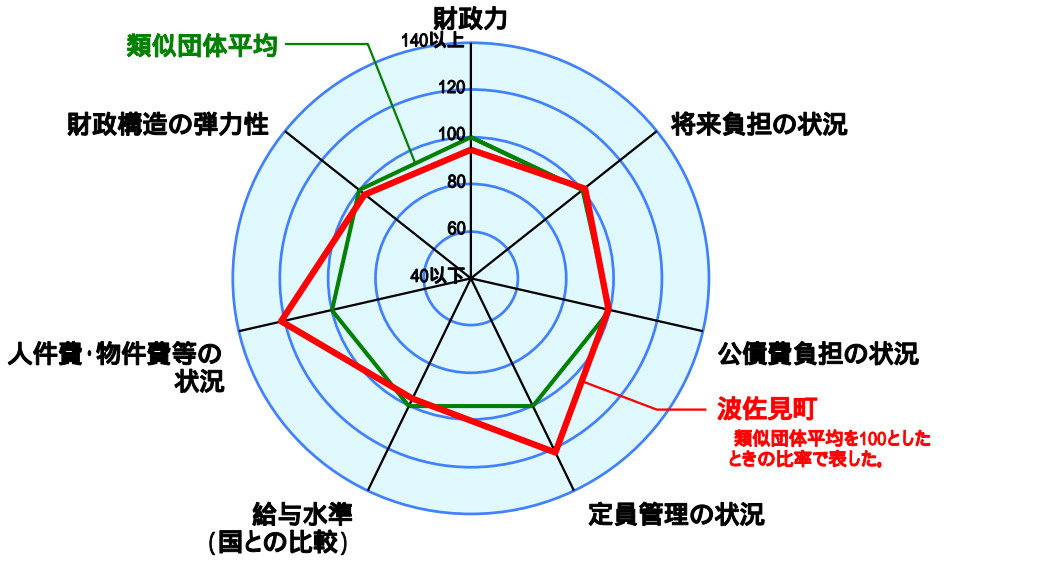 財政力
140以上
類似団体平均
120
財政構造の弾力性
将来負担の状況
100
80
60
40以下
人件費・物件費等の
状況
公債費負担の状況
波佐見町
類似団体平均を100とした
ときの比率で表した。
給与水準
(国との比較)
定員管理の状況